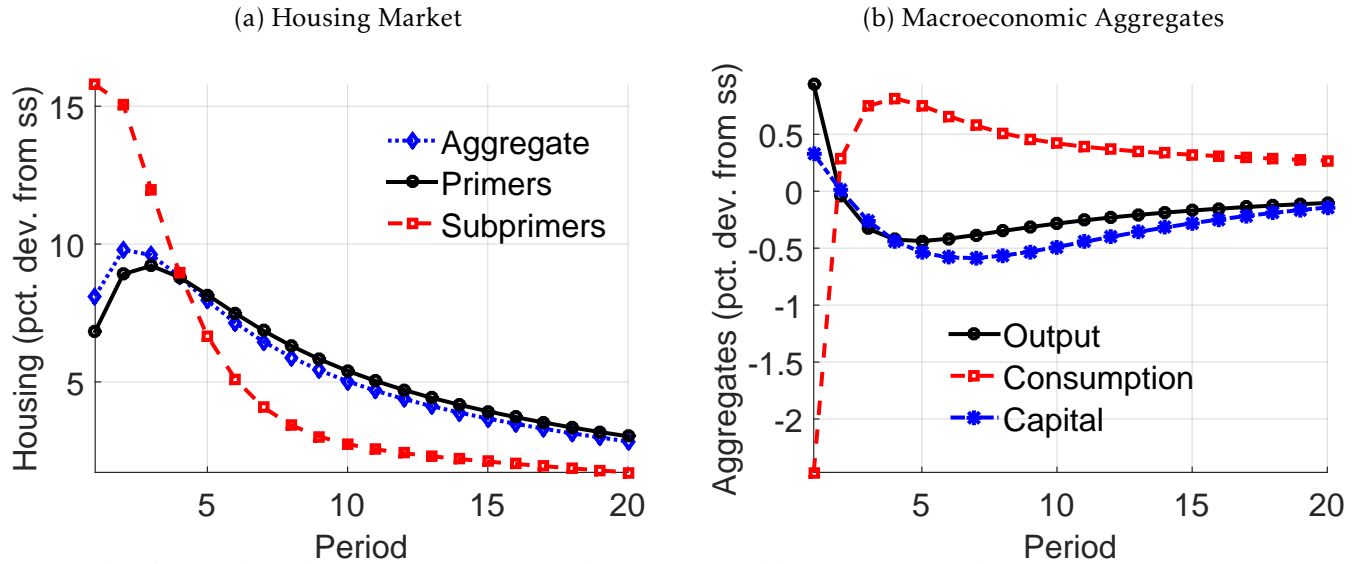 (a) Housing Market
Housing (pct. dev. from ss)
15
10
5
Aggregate
Primers
Subprimers
5
10
15
20
Period
(b) Macroeconomic Aggregates
Aggregates (pct. dev. from ss)
0.5
0
-0.5
-1
-1.5
-2
Output
Consumption
Capital
5
10
15
20
Period